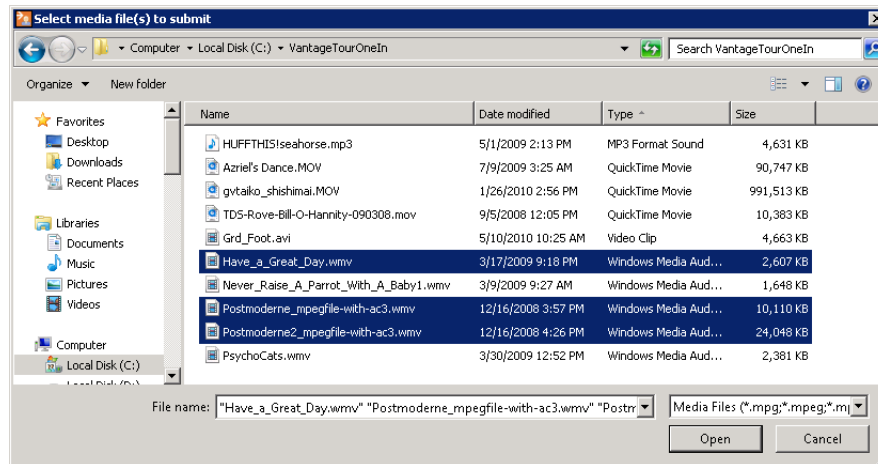 Select media file(s) to submit
Computer Local Disk (C:) VantageTourOneIn Search VantageTourOneIn
Organize New folder
Name Date modified Type Size
Favorites
Desktop
Downloads
Recent Places
Libraries
Documents
Music
Pictures
Videos
Computer
Local Disk (C:)
HUFFTHIS!seahorse.mp3 5/1/2009 2:13 PM MP3 Format Sound 4,631 KB
Azriel's Dance.MOV 7/9/2009 3:25 AM QuickTime Movie 90,747 KB
gvtaiko_shishimai.MOV 1/26/2010 2:56 PM QuickTime Movie 991,513 KB
TDS-Rove-Bill-O-Hannity-090308.mov 9/5/2008 12:05 PM QuickTime Movie 10,383 KB
Grd_Foot.avi 5/10/2010 10:25 AM Video Clip 4,663 KB
Have_a_Great_Day.wmv 3/17/2009 9:18 PM Windows Media Aud... 2,607 KB
Never_Raise_A_Parrot_With_A_Baby1.wmv 3/9/2009 9:27 AM Windows Media Aud... 1,648 KB
Postmoderne_mpegfile-with-ac3.wmv 12/16/2008 3:57 PM Windows Media Aud... 10,110 KB
Postmoderne2_mpegfile-with-ac3.wmv 12/16/2008 4:26 PM Windows Media Aud... 24,048 KB
PsychoCats.wmv 3/30/2009 12:52 PM Windows Media Aud... 2,381 KB
File name: "Have_a_Great_Day.wmv" "Postmoderne_mpegfile-with-ac3.wmv" "Postr Media Files (*.mpg;*.mpeg;*.m
Open Cancel